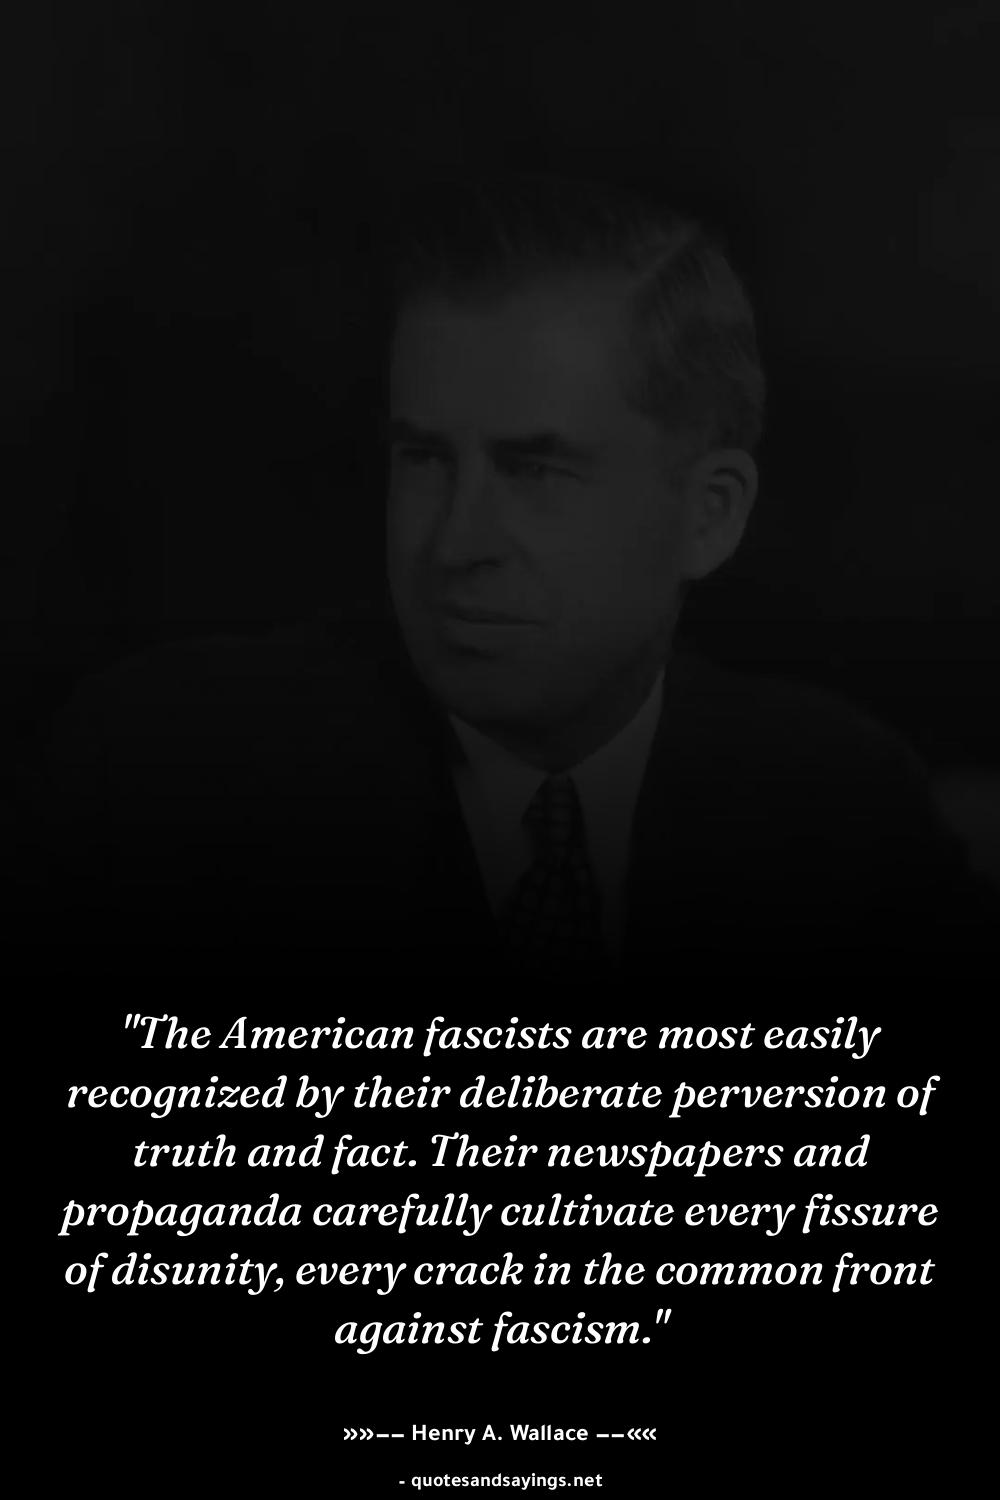 "The American fascists are most easily
recognized by their deliberate perversion of
truth and fact. Their newspapers and
propaganda carefully cultivate every fissure
of disunity, every crack in the common front
against fascism."
»»−− Henry A. Wallace −−««
- quotesandsayings.net